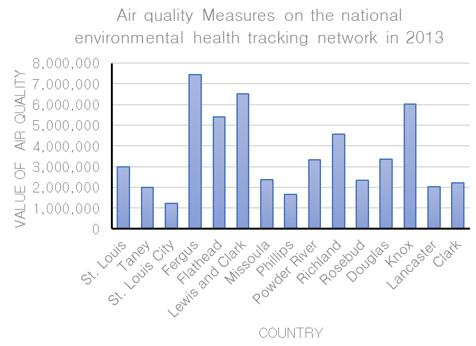 Air quality Measures on the national
environmental health tracking network in 2013
VALUE OF AIR QUALITY
8,000,000
7,000,000
6,000,000
5,000,000
4,000,000
3,000,000
2,000,000
1,000,000
0
St. Louis
Taney
St. Louis City
Fergus
Flathead
Lewis and Clark
Missoula
Phillips
Powder River
Richland
Rosebud
Douglas
Knox
Lancaster
Clark
COUNTRY